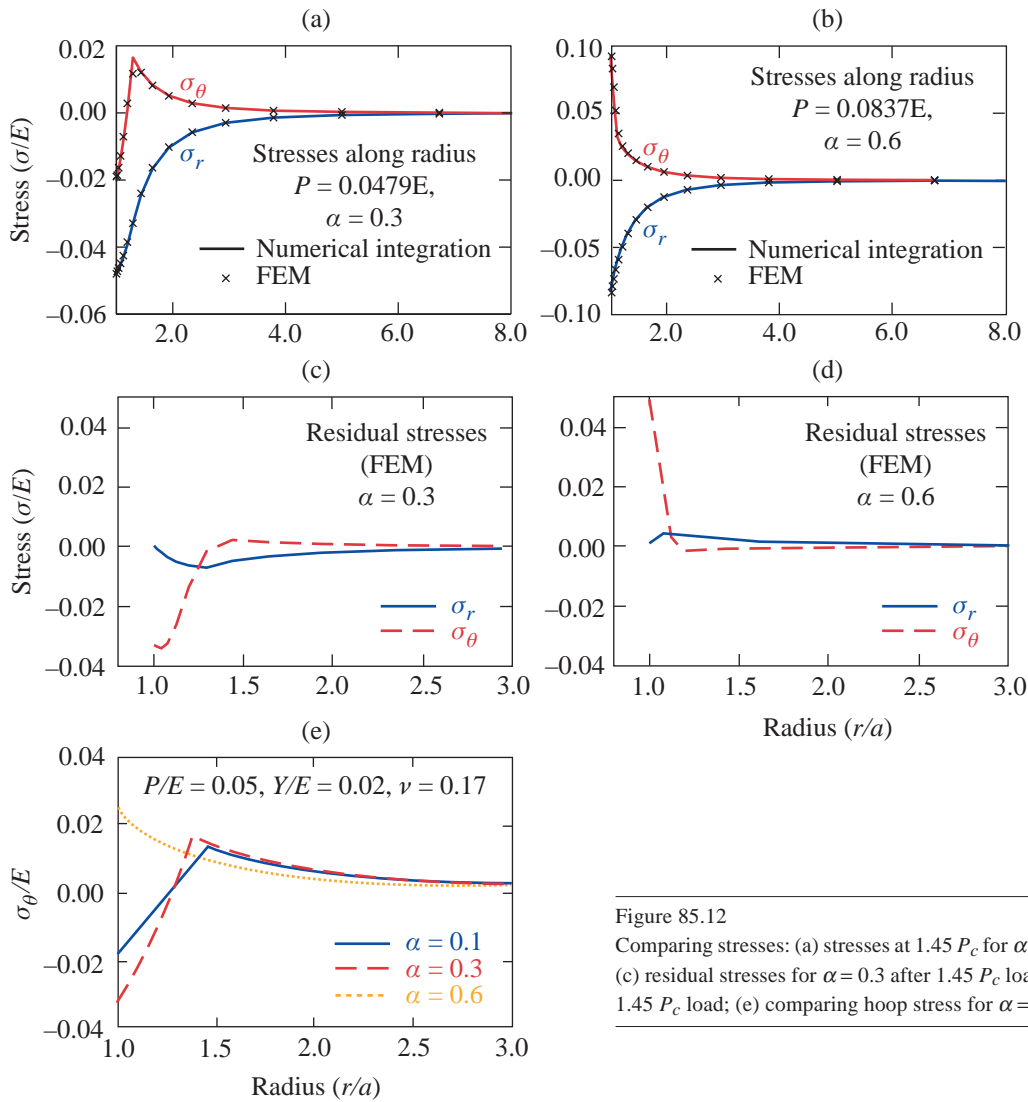 (a)
0.02
0.00
–0.02
–0.04
–0.06
2.0 4.0 6.0 8.0
Stress (σ/E)
σθ
σr
Stresses along radius
P = 0.0479E,
α = 0.3
Numerical integration
FEM
(b)
0.10
0.05
0.00
–0.05
–0.10
2.0 4.0 6.0 8.0
Stresses along radius
P = 0.0837E,
α = 0.6
σθ
σr
Numerical integration
FEM
(c)
0.04
0.02
0.00
–0.02
–0.04
1.0 1.5 2.0 2.5 3.0
Stress (σ/E)
Residual stresses
(FEM)
α = 0.3
σr
σθ
(d)
0.04
0.02
0.00
–0.02
–0.04
1.0 1.5 2.0 2.5 3.0
Residual stresses
(FEM)
α = 0.6
σr
σθ
Radius (r/a)
(e)
0.04
0.02
0.00
–0.02
–0.04
1.0 1.5 2.0 2.5 3.0
σθ/E
P/E = 0.05, Y/E = 0.02, ν = 0.17
α = 0.1
α = 0.3
α = 0.6
Radius (r/a)
Figure 85.12
Comparing stresses: (a) stresses at 1.45 Pc for α
(c) residual stresses for α = 0.3 after 1.45 Pc loa
1.45 Pc load; (e) comparing hoop stress for α =